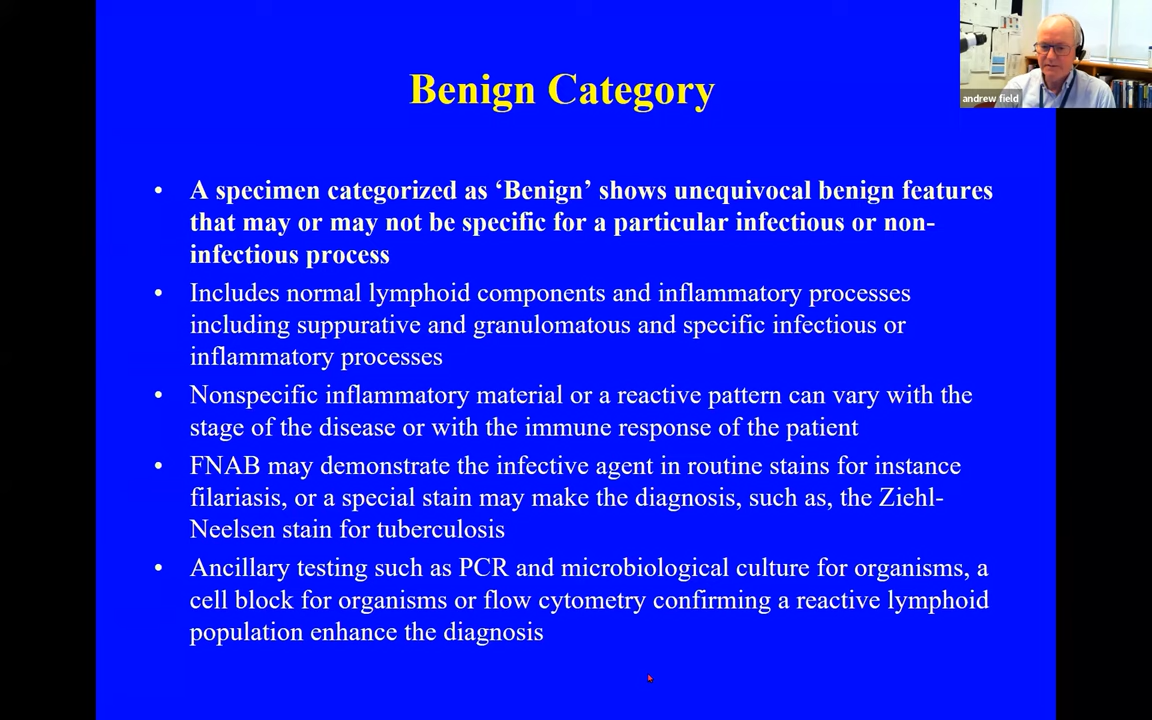 Benign Category
andrew field
• A specimen categorized as ‘Benign’ shows unequivocal benign features
that may or may not be specific for a particular infectious or non-
infectious process
• Includes normal lymphoid components and inflammatory processes
including suppurative and granulomatous and specific infectious or
inflammatory processes
• Nonspecific inflammatory material or a reactive pattern can vary with the
stage of the disease or with the immune response of the patient
• FNAB may demonstrate the infective agent in routine stains for instance
filariasis, or a special stain may make the diagnosis, such as, the Ziehl-
Neelsen stain for tuberculosis
• Ancillary testing such as PCR and microbiological culture for organisms, a
cell block for organisms or flow cytometry confirming a reactive lymphoid
population enhance the diagnosis